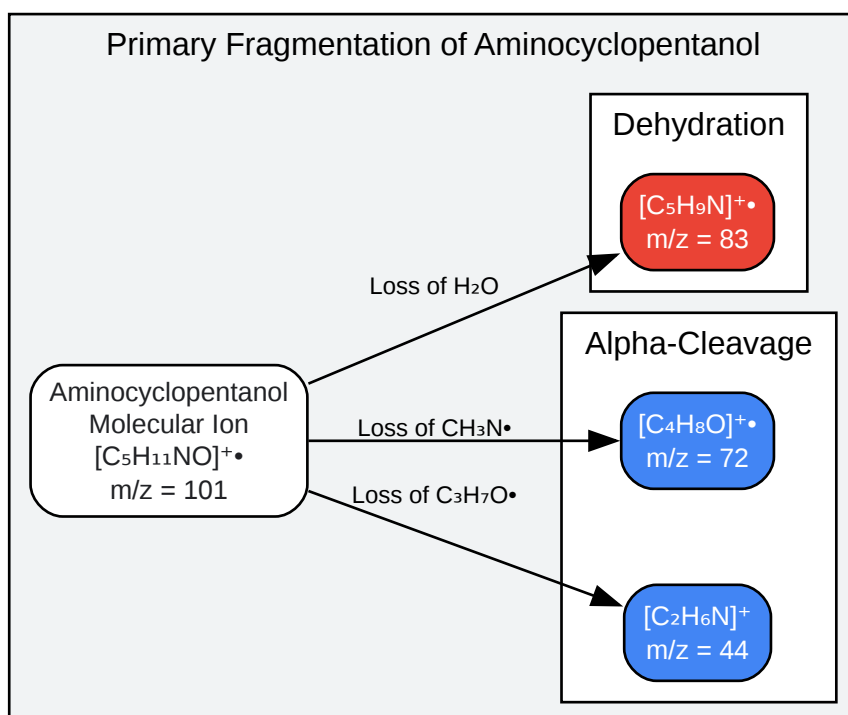 Primary Fragmentation of Aminocyclopentanol
Dehydration
[C₅H₉N]⁺•
m/z = 83
Loss of H₂O
Alpha-Cleavage
Aminocyclopentanol
Molecular Ion
[C₅H₁₁NO]⁺•
m/z = 101
Loss of CH₃N•
[C₄H₈O]⁺•
m/z = 72
Loss of C₃H₇O•
[C₂H₆N]⁺
m/z = 44